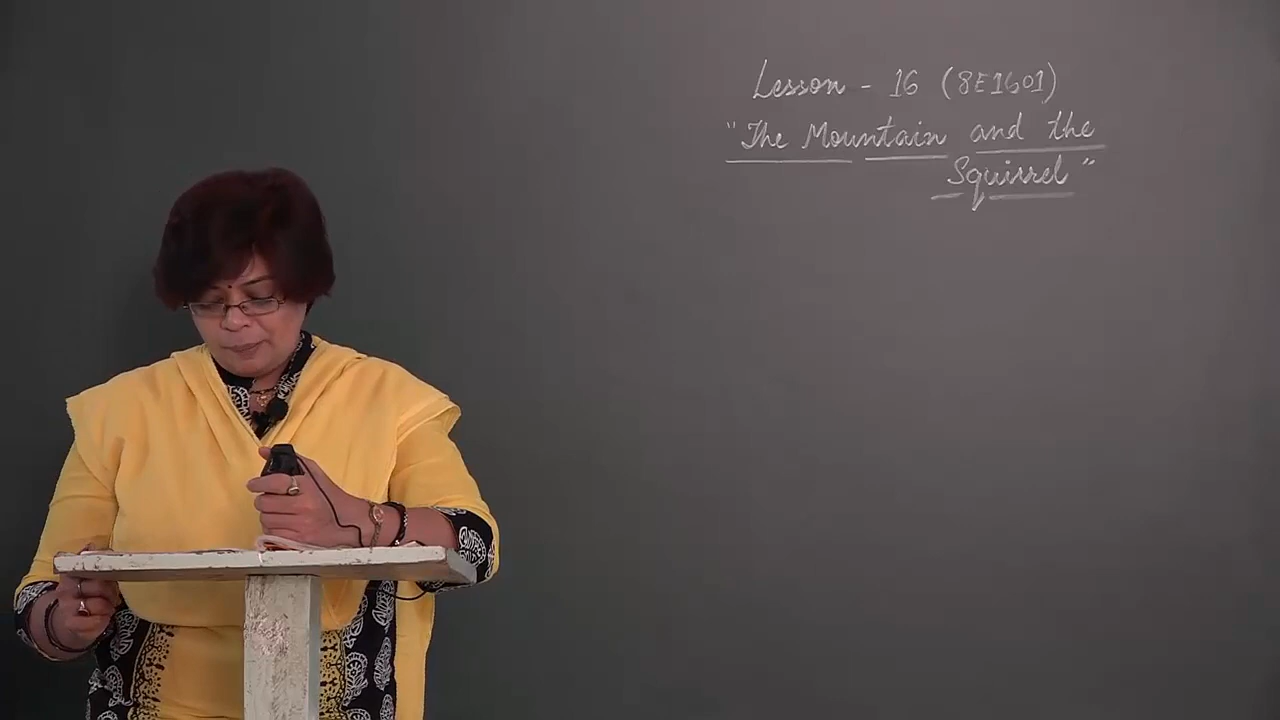 Lesson - 16 (8E1601)
"The Mountain and the
Squirrel"